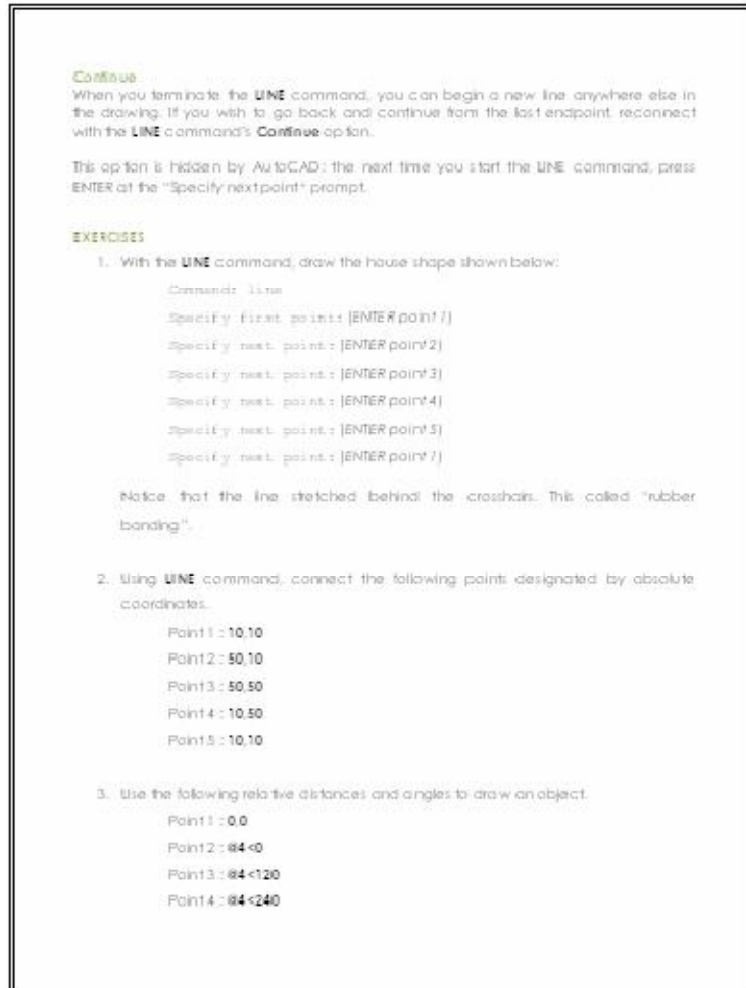 Continue
When you terminate the LINE command, you can begin a new line anywhere else in
the drawing. If you wish to go back and continue from the last endpoint, reconnect
with the LINE command's Continue option.
This option is hidden by AutoCAD: the next time you start the LINE command, press
ENTER at the "Specify next point" prompt.
EXERCISES
1. With the LINE command, draw the house shape shown below:
Command: line
Specify first point: (ENTER point 1)
Specify next point: (ENTER point 2)
Specify next point: (ENTER point 3)
Specify next point: (ENTER point 4)
Specify next point: (ENTER point 5)
Specify next point: (ENTER point 1)
Notice that the line stretched behind the crosshairs. This called "rubber
banding".
2. Using LINE command, connect the following points designated by absolute
coordinates.
Point 1 : 10,10
Point 2 : 50,10
Point 3 : 50,50
Point 4 : 10,50
Point 5 : 10,10
3. Use the following relative distances and angles to draw an object.
Point 1 : 0,0
Point 2 : @4<0
Point 3 : @4<120
Point 4 : @4<240